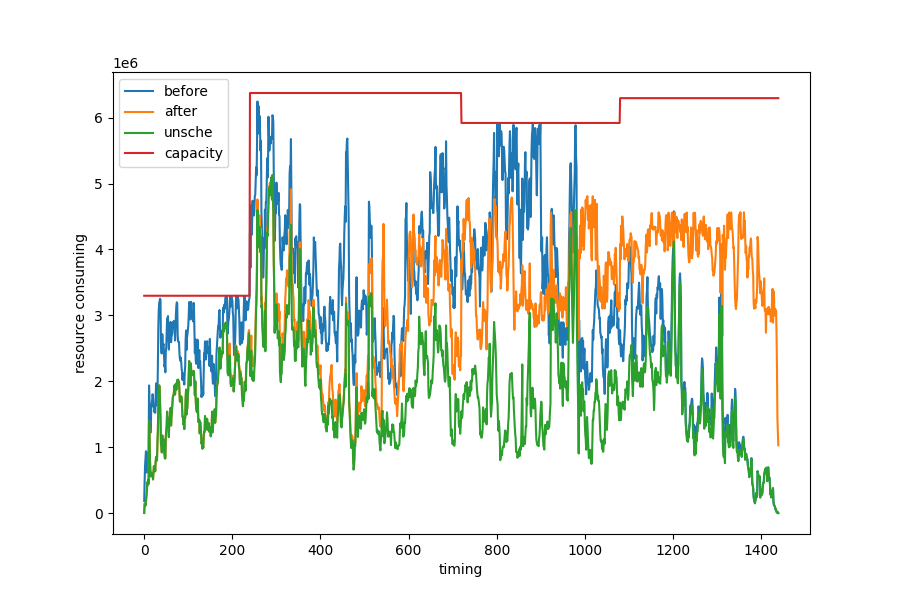 1e6
before
after
unsche
capacity
6
5
4
3
2
1
0
resource consuming
0 200 400 600 800 1000 1200 1400
timing